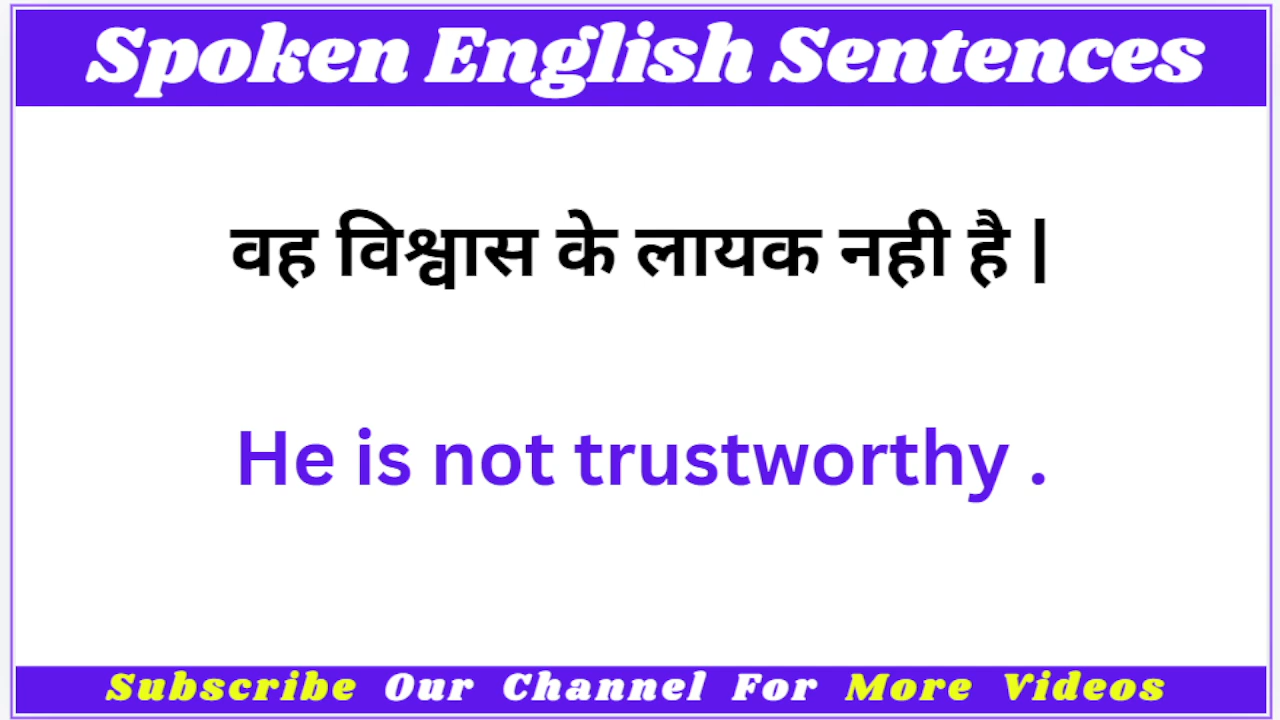 Spoken English Sentences
वह विश्वास के लायक नही है |
He is not trustworthy .
Subscribe Our Channel For More Videos